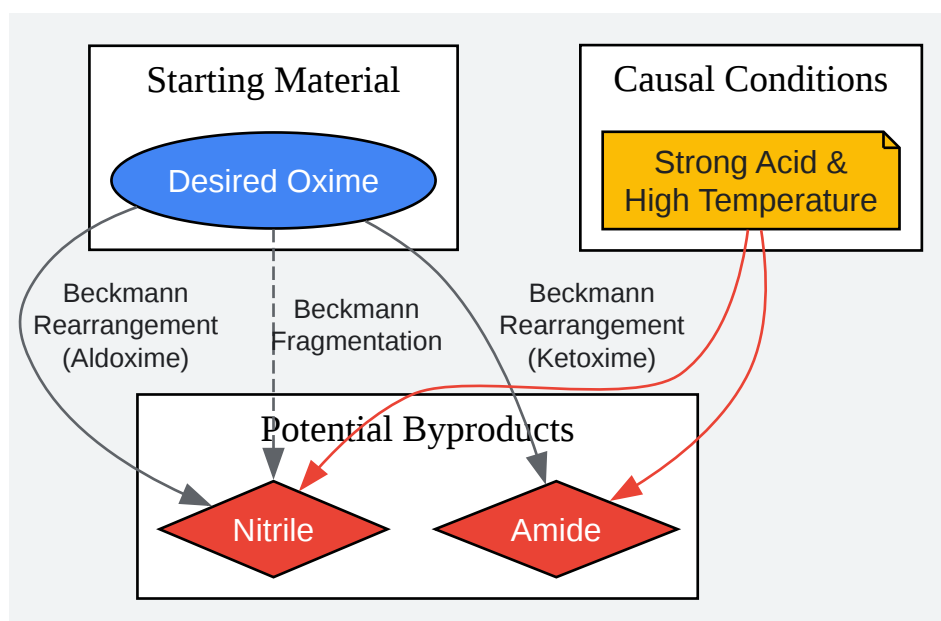 Starting Material
Causal Conditions
Desired Oxime
Strong Acid &
High Temperature
Beckmann
Rearrangement
(Aldoxime)
Beckmann
Fragmentation
Beckmann
Rearrangement
(Ketoxime)
Potential Byproducts
Nitrile
Amide